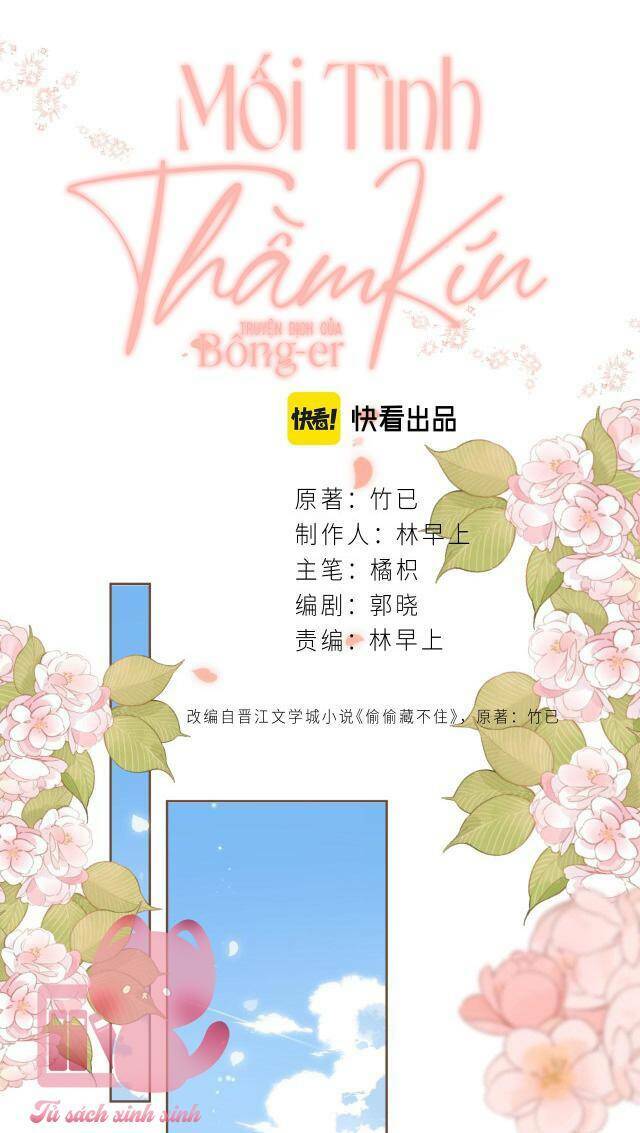 Mối Tình
Thầm Kín
TRUYỆN DỊCH CỦA
Bông-er
快看! 快看出品
原著：竹已
制作人：林早上
主笔：橘枳
编剧：郭晓
责编：林早上
改编自晋江文学城小说《偷偷藏不住》，原著：竹已
Tủ sách xinh xinh